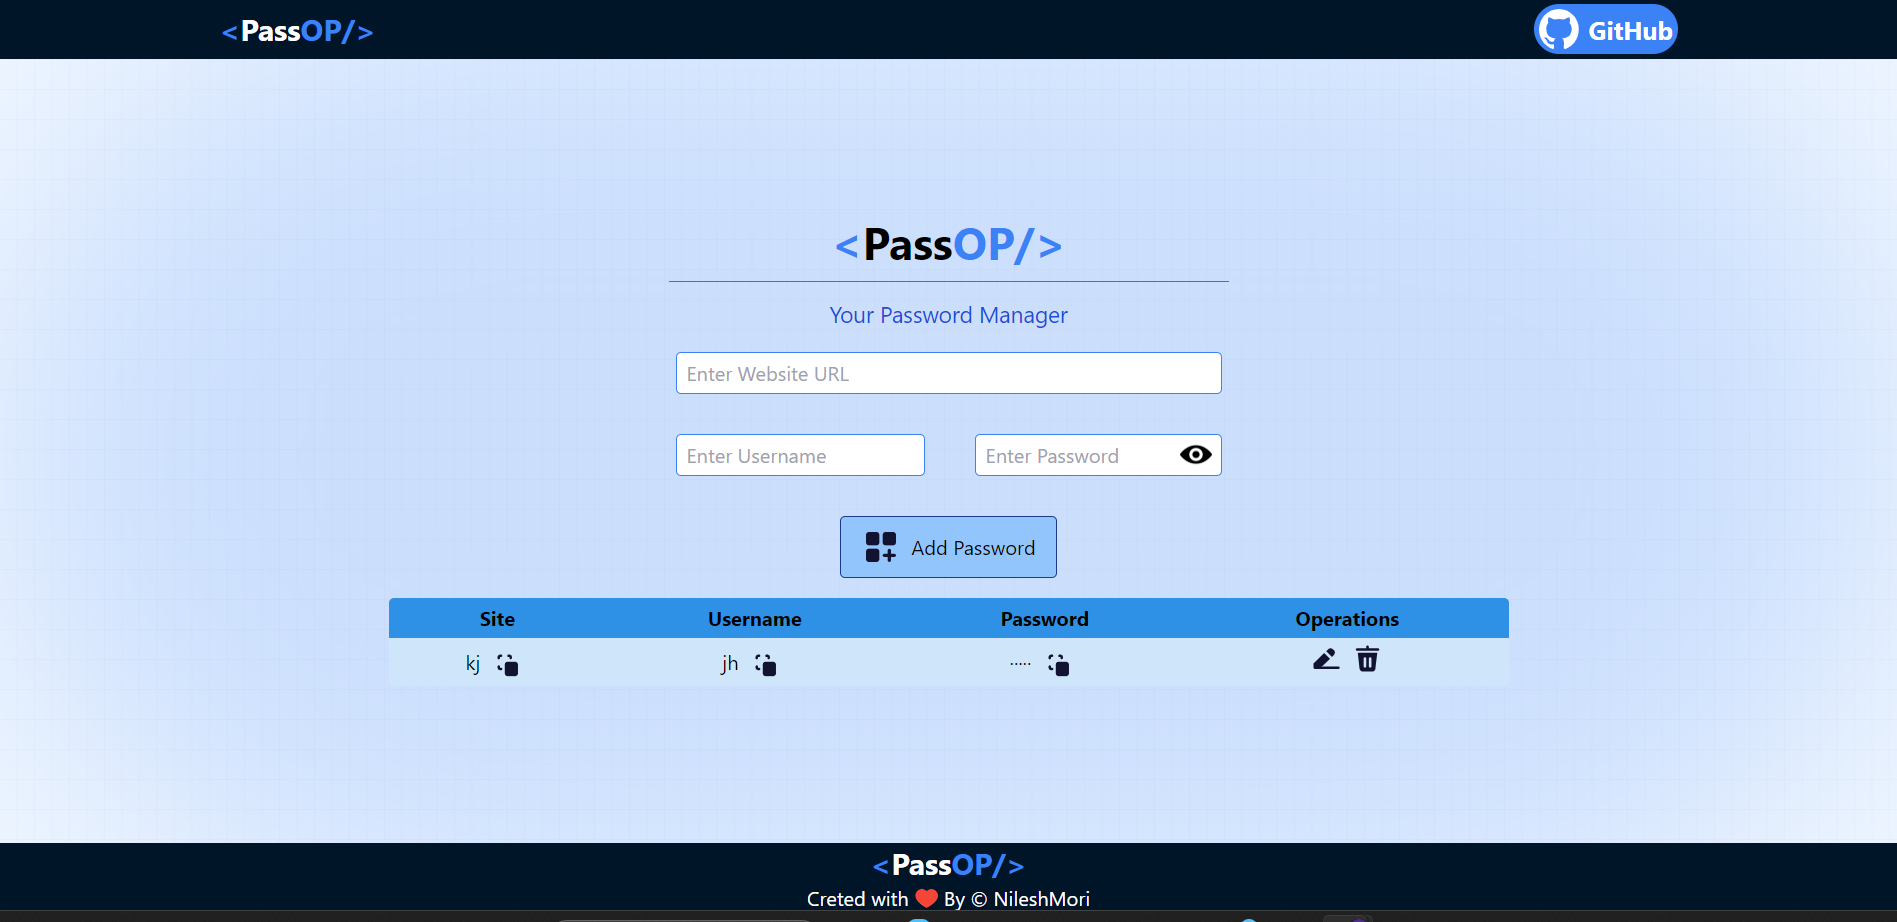 <PassOP/>
GitHub
<PassOP/>
Your Password Manager
Enter Website URL
Enter Username Enter Password
Add Password
Site Username Password Operations
kj jh ·····
<PassOP/>
Creted with ❤️ By © NileshMori